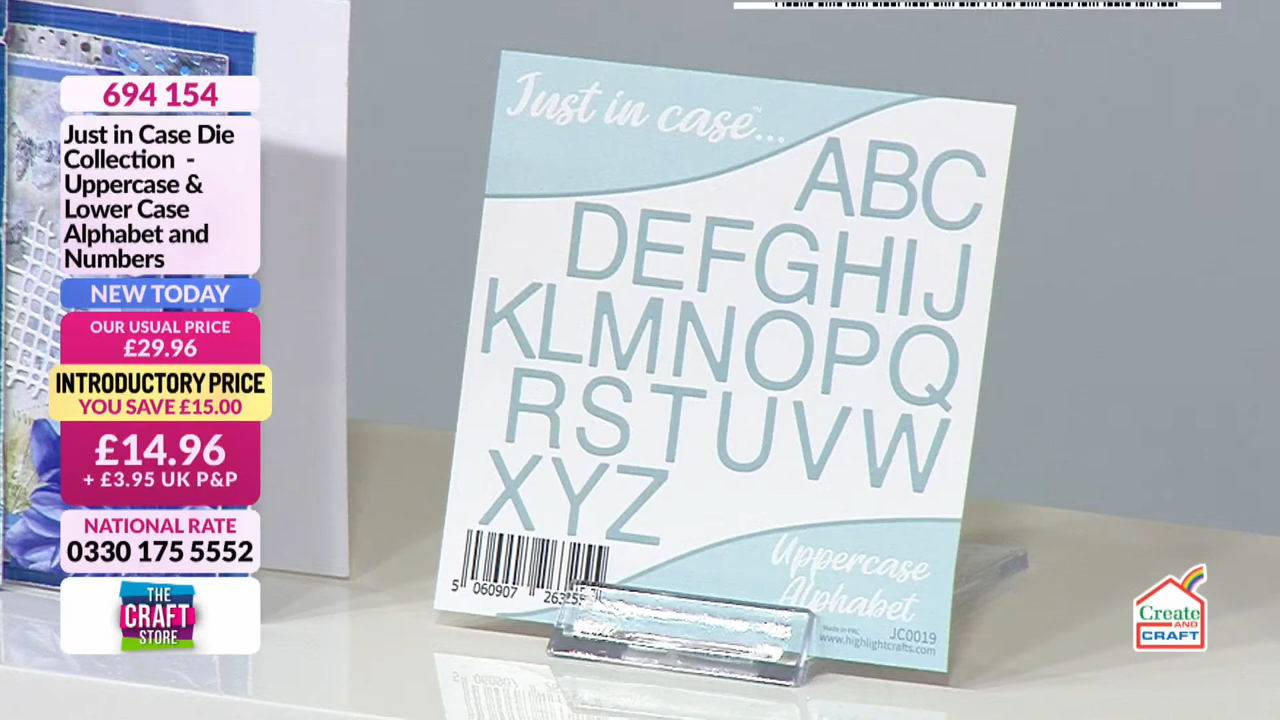 694 154
Just in Case Die
Collection -
Uppercase &
Lower Case
Alphabet and
Numbers
NEW TODAY
OUR USUAL PRICE
£29.96
INTRODUCTORY PRICE
YOU SAVE £15.00
£14.96
+ £3.95 UK P&P
NATIONAL RATE
0330 175 5552
THE
CRAFT
STORE
Just in case™...
ABC
DEFGHIJ
KLMNOPQ
RSTUVW
XYZ
5 060907
Uppercase
Alphabet
Made in PRC
JC0019
www.highlightcrafts.com
Create
AND
CRAFT